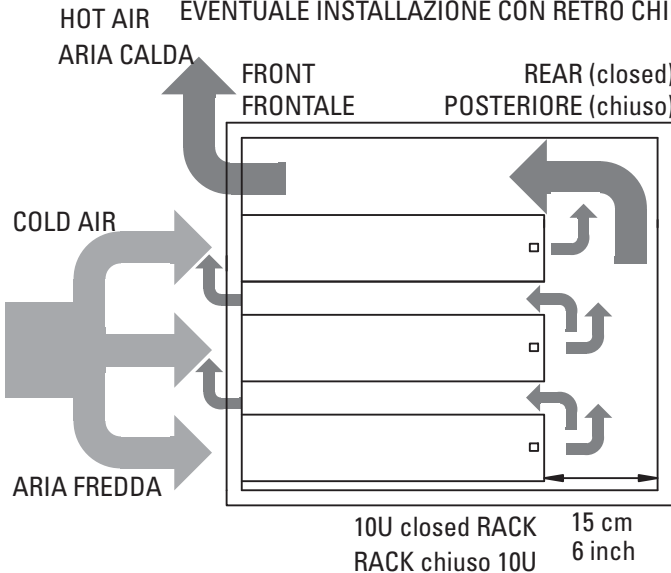 EVENTUALE INSTALLAZIONE CON RETRO CHI
HOT AIR
ARIA CALDA
FRONT
FRONTALE
REAR (closed)
POSTERIORE (chiuso)
COLD AIR
ARIA FREDDA
10U closed RACK
RACK chiuso 10U
15 cm
6 inch